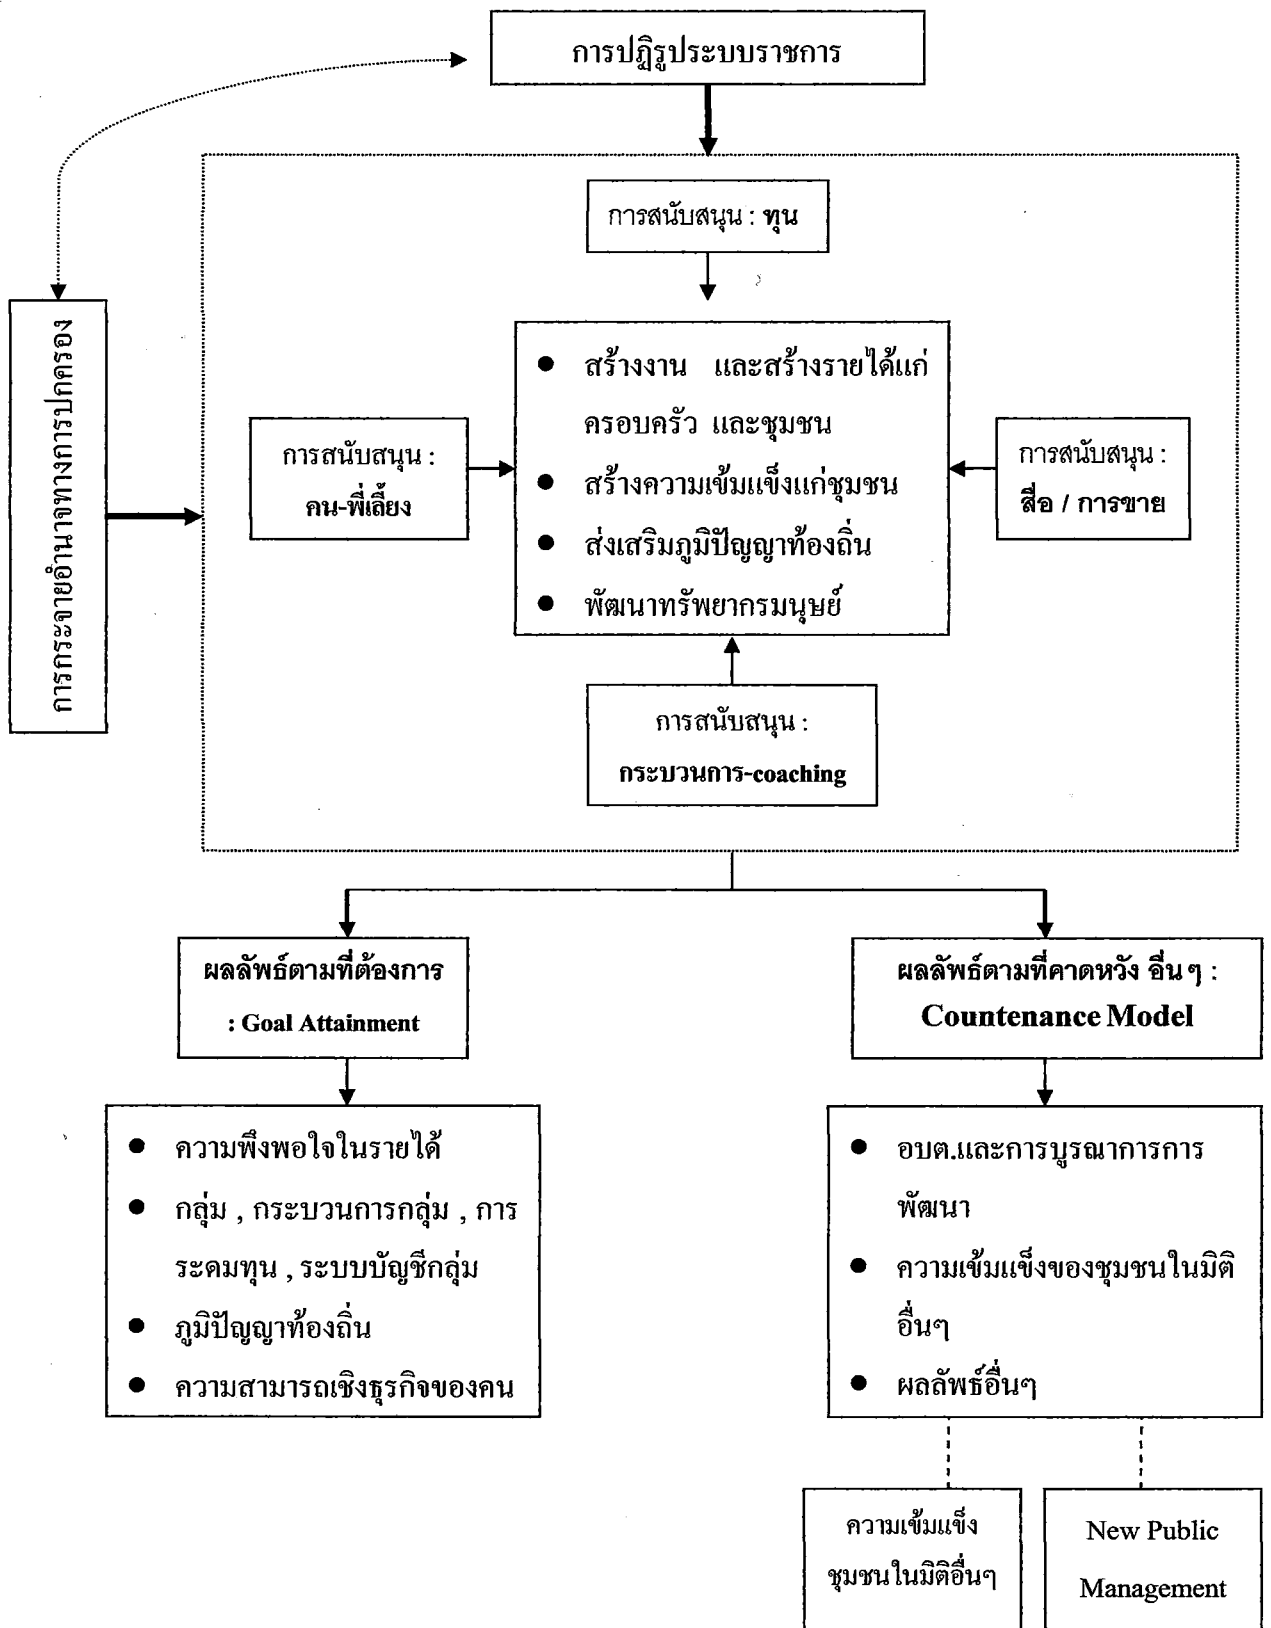 การปฏิรูประบบราชการ
การสนับสนุน : ทุน
การกระจายอำนาจทางการปกครอง
● สร้างงาน และสร้างรายได้แก่
ครอบครัว และชุมชน
● สร้างความเข้มแข็งแก่ชุมชน
● ส่งเสริมภูมิปัญญาท้องถิ่น
● พัฒนาทรัพยากรมนุษย์
การสนับสนุน :
คน-พี่เลี้ยง
การสนับสนุน :
สื่อ / การขาย
การสนับสนุน :
กระบวนการ-coaching
ผลลัพธ์ตามที่ต้องการ
: Goal Attainment
ผลลัพธ์ตามที่คาดหวัง อื่นๆ :
Countenance Model
● ความพึงพอใจในรายได้
● กลุ่ม , กระบวนการกลุ่ม , การ
ระดมทุน , ระบบบัญชีกลุ่ม
● ภูมิปัญญาท้องถิ่น
● ความสามารถเชิงธุรกิจของคน
● อบต.และการบูรณาการการ
พัฒนา
● ความเข้มแข็งของชุมชนในมิติ
อื่นๆ
● ผลลัพธ์อื่นๆ
ความเข้มแข็ง
ชุมชนในมิติอื่นๆ
New Public
Management